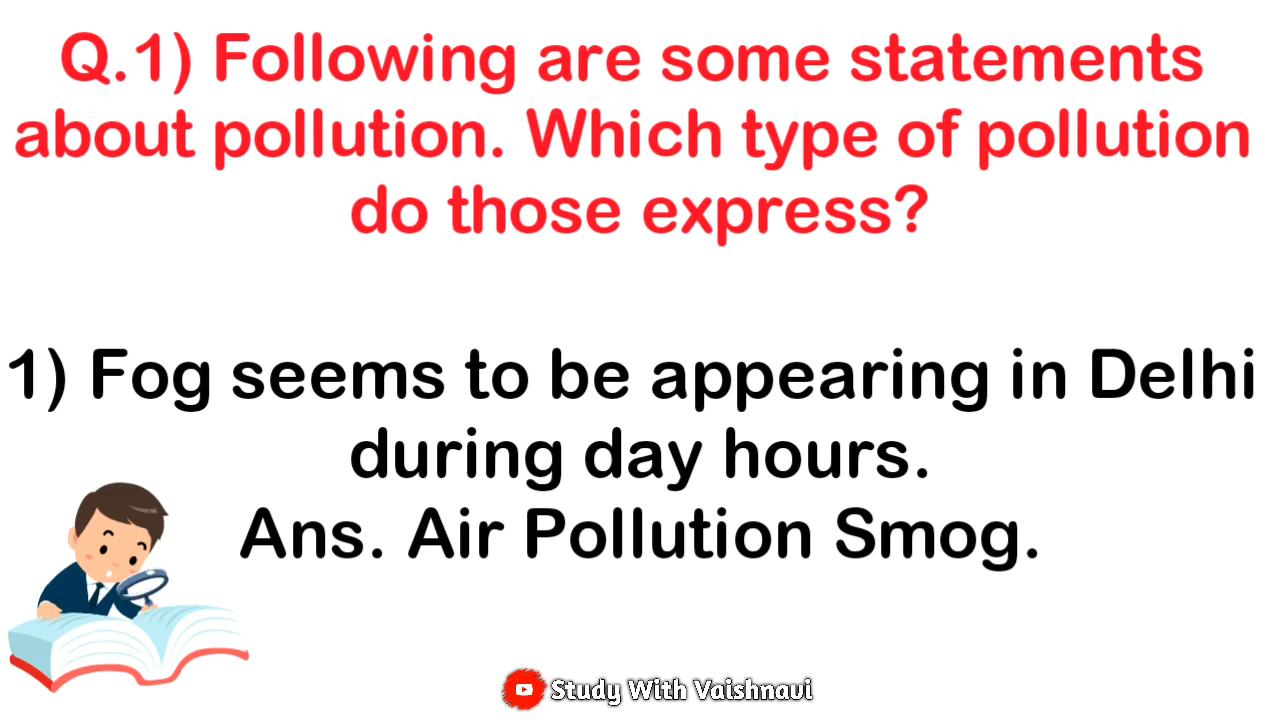 Q.1) Following are some statements
about pollution. Which type of pollution
do those express?
1) Fog seems to be appearing in Delhi
during day hours.
Ans. Air Pollution Smog.
Study With Vaishnavi